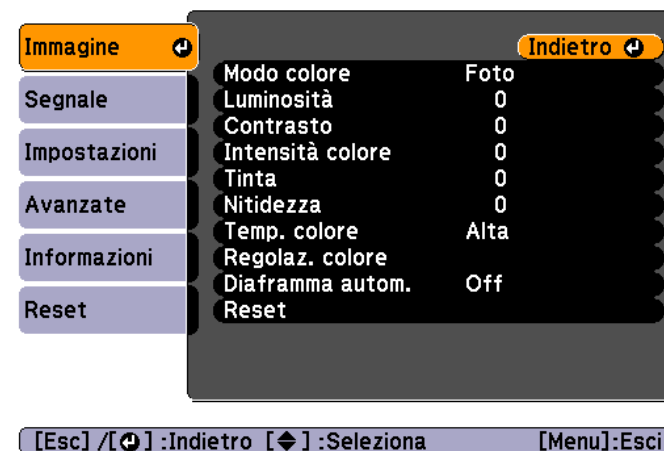 Immagine
Segnale
Impostazioni
Avanzate
Informazioni
Reset
Indietro
Modo colore Foto
Luminosità 0
Contrasto 0
Intensità colore 0
Tinta 0
Nitidezza 0
Temp. colore Alta
Regolaz. colore
Diaframma autom. Off
Reset
[Esc] /[ ] :Indietro [ ] :Seleziona [Menu]:Esci